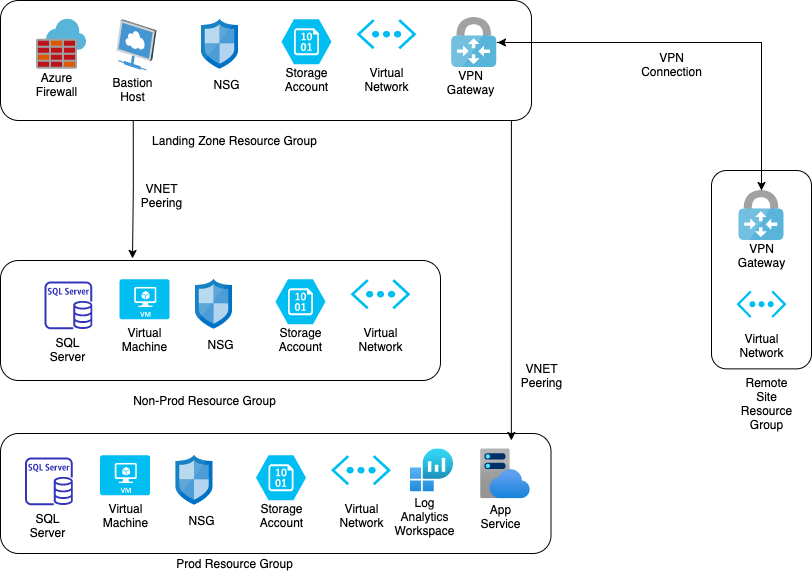 Azure
Firewall
Bastion
Host
NSG
10
01
Storage
Account
Virtual
Network
VPN
Gateway
VPN
Connection
Landing Zone Resource Group
VNET
Peering
VPN
Gateway
Virtual
Network
Remote
Site
Resource
Group
SQL Server
SQL
Server
VM
Virtual
Machine
NSG
10
01
Storage
Account
Virtual
Network
Non-Prod Resource Group
VNET
Peering
SQL Server
SQL
Server
VM
Virtual
Machine
NSG
10
01
Storage
Account
Virtual
Network
Log
Analytics
Workspace
App
Service
Prod Resource Group